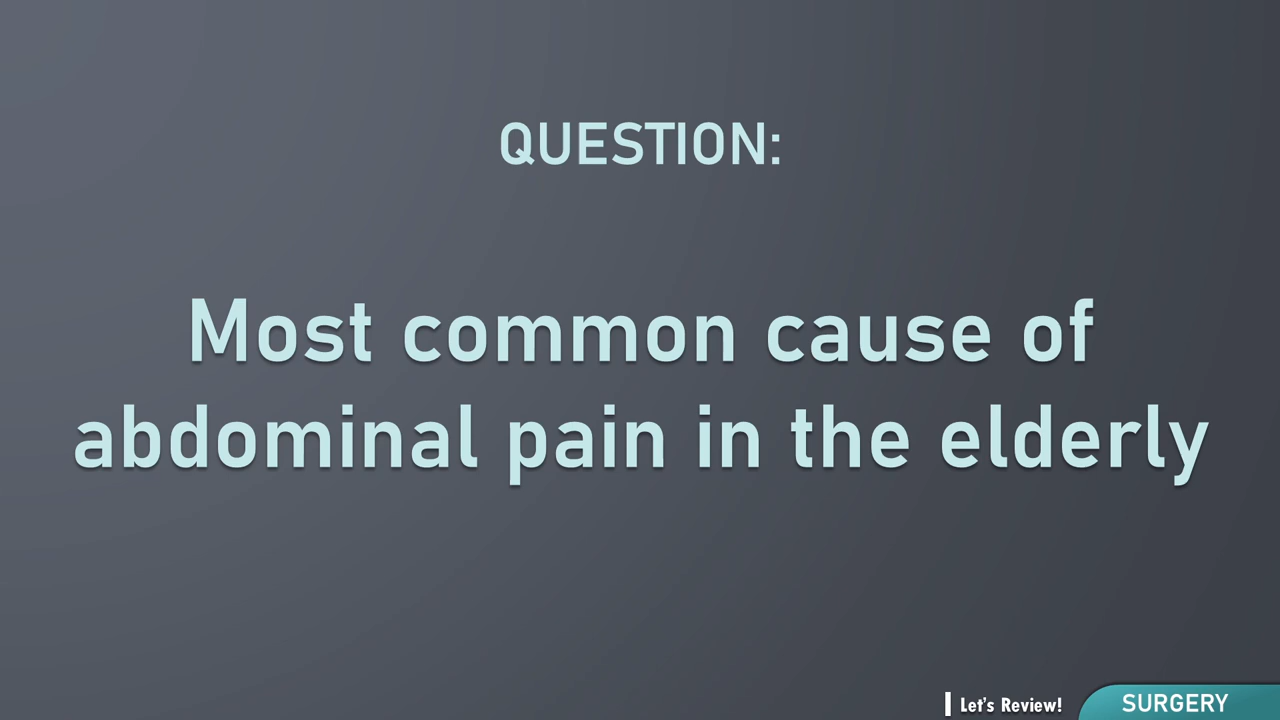 QUESTION:
Most common cause of
abdominal pain in the elderly
Let's Review!
SURGERY